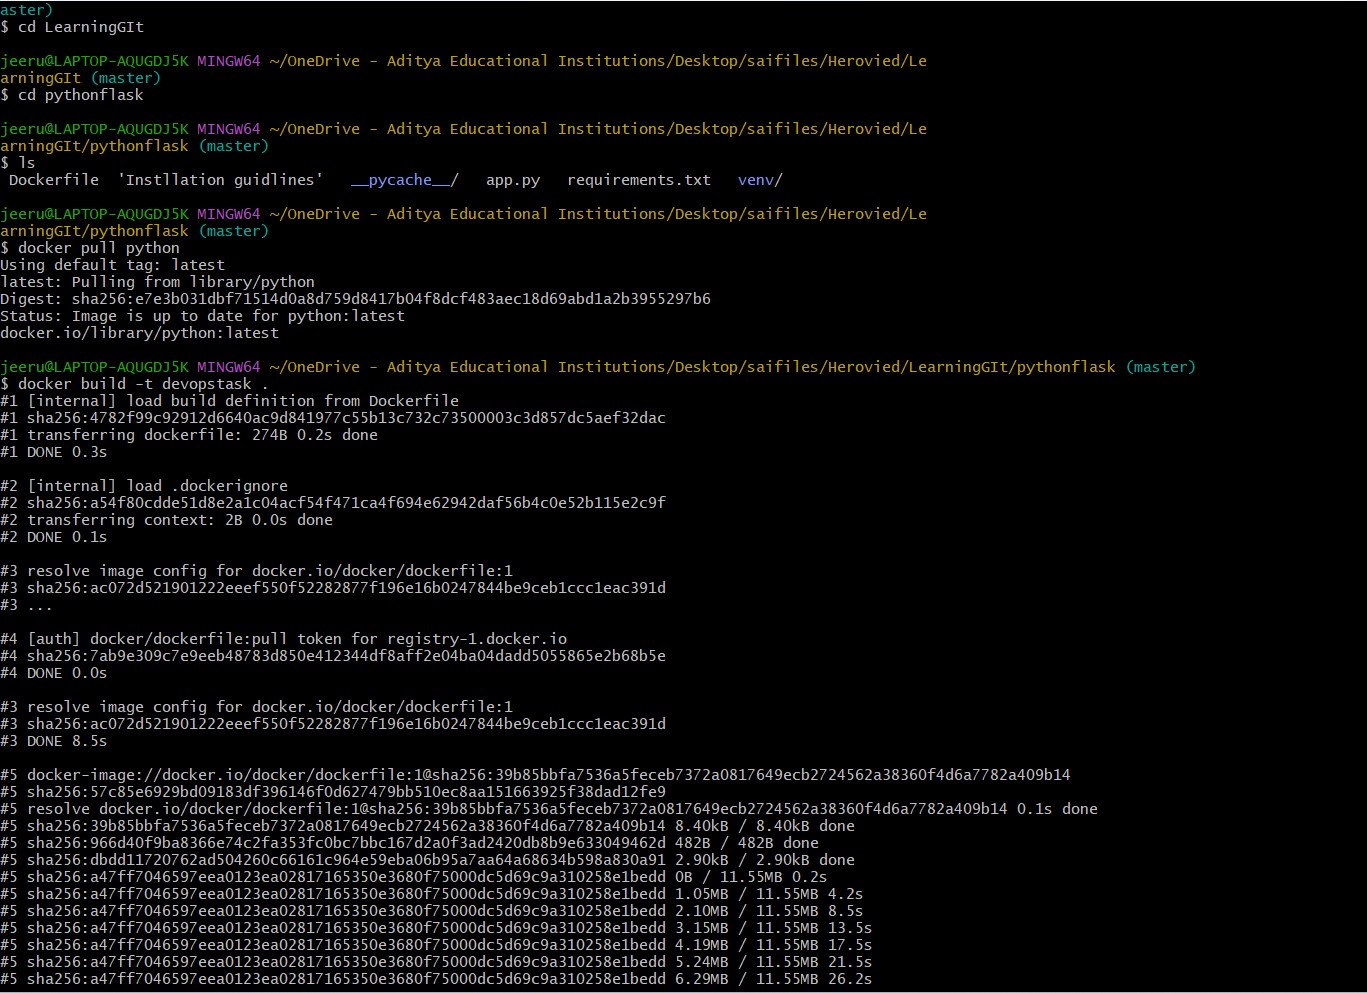 aster)
$ cd LearningGIt
jeeru@LAPTOP-AQUGDJ5K MINGW64 ~/OneDrive - Aditya Educational Institutions/Desktop/saifiles/Herovied/Le
arningGIt (master)
$ cd pythonflask
jeeru@LAPTOP-AQUGDJ5K MINGW64 ~/OneDrive - Aditya Educational Institutions/Desktop/saifiles/Herovied/Le
arningGIt/pythonflask (master)
$ ls
Dockerfile 'Instllation guidlines' __pycache__/ app.py requirements.txt venv/
jeeru@LAPTOP-AQUGDJ5K MINGW64 ~/OneDrive - Aditya Educational Institutions/Desktop/saifiles/Herovied/Le
arningGIt/pythonflask (master)
$ docker pull python
Using default tag: latest
latest: Pulling from library/python
Digest: sha256:e7e3b031dbf71514d0a8d759d8417b04f8dcf483aec18d69abd1a2b3955297b6
Status: Image is up to date for python:latest
docker.io/library/python:latest
jeeru@LAPTOP-AQUGDJ5K MINGW64 ~/OneDrive - Aditya Educational Institutions/Desktop/saifiles/Herovied/LearningGIt/pythonflask (master)
$ docker build -t devopstask .
#1 [internal] load build definition from Dockerfile
#1 sha256:4782f99c92912d6640ac9d841977c55b13c732c73500003c3d857dc5aef32dac
#1 transferring dockerfile: 274B 0.2s done
#1 DONE 0.3s
#2 [internal] load .dockerignore
#2 sha256:a54f80cdde51d8e2a1c04acf54f471ca4f694e62942daf56b4c0e52b115e2c9f
#2 transferring context: 2B 0.0s done
#2 DONE 0.1s
#3 resolve image config for docker.io/docker/dockerfile:1
#3 sha256:ac072d521901222eeef550f52282877f196e16b0247844be9ceb1ccc1eac391d
#3 ...
#4 [auth] docker/dockerfile:pull token for registry-1.docker.io
#4 sha256:7ab9e309c7e9eeb48783d850e412344df8aff2e04ba04dadd5055865e2b68b5e
#4 DONE 0.0s
#3 resolve image config for docker.io/docker/dockerfile:1
#3 sha256:ac072d521901222eeef550f52282877f196e16b0247844be9ceb1ccc1eac391d
#3 DONE 8.5s
#5 docker-image://docker.io/docker/dockerfile:1@sha256:39b85bbfa7536a5feceb7372a0817649ecb2724562a38360f4d6a7782a409b14
#5 sha256:57c85e6929bd09183df396146f0d627479bb510ec8aa151663925f38dad12fe9
#5 resolve docker.io/docker/dockerfile:1@sha256:39b85bbfa7536a5feceb7372a0817649ecb2724562a38360f4d6a7782a409b14 0.1s done
#5 sha256:39b85bbfa7536a5feceb7372a0817649ecb2724562a38360f4d6a7782a409b14 8.40kB / 8.40kB done
#5 sha256:966d40f9ba8366e74c2fa353fc0bc7bbc167d2a0f3ad2420db8b9e633049462d 482B / 482B done
#5 sha256:dbdd11720762ad504260c66161c964e59eba06b95a7aa64a68634b598a830a91 2.90kB / 2.90kB done
#5 sha256:a47ff7046597eea0123ea02817165350e3680f75000dc5d69c9a310258e1bedd 0B / 11.55MB 0.2s
#5 sha256:a47ff7046597eea0123ea02817165350e3680f75000dc5d69c9a310258e1bedd 1.05MB / 11.55MB 4.2s
#5 sha256:a47ff7046597eea0123ea02817165350e3680f75000dc5d69c9a310258e1bedd 2.10MB / 11.55MB 8.5s
#5 sha256:a47ff7046597eea0123ea02817165350e3680f75000dc5d69c9a310258e1bedd 3.15MB / 11.55MB 13.5s
#5 sha256:a47ff7046597eea0123ea02817165350e3680f75000dc5d69c9a310258e1bedd 4.19MB / 11.55MB 17.5s
#5 sha256:a47ff7046597eea0123ea02817165350e3680f75000dc5d69c9a310258e1bedd 5.24MB / 11.55MB 21.5s
#5 sha256:a47ff7046597eea0123ea02817165350e3680f75000dc5d69c9a310258e1bedd 6.29MB / 11.55MB 26.2s